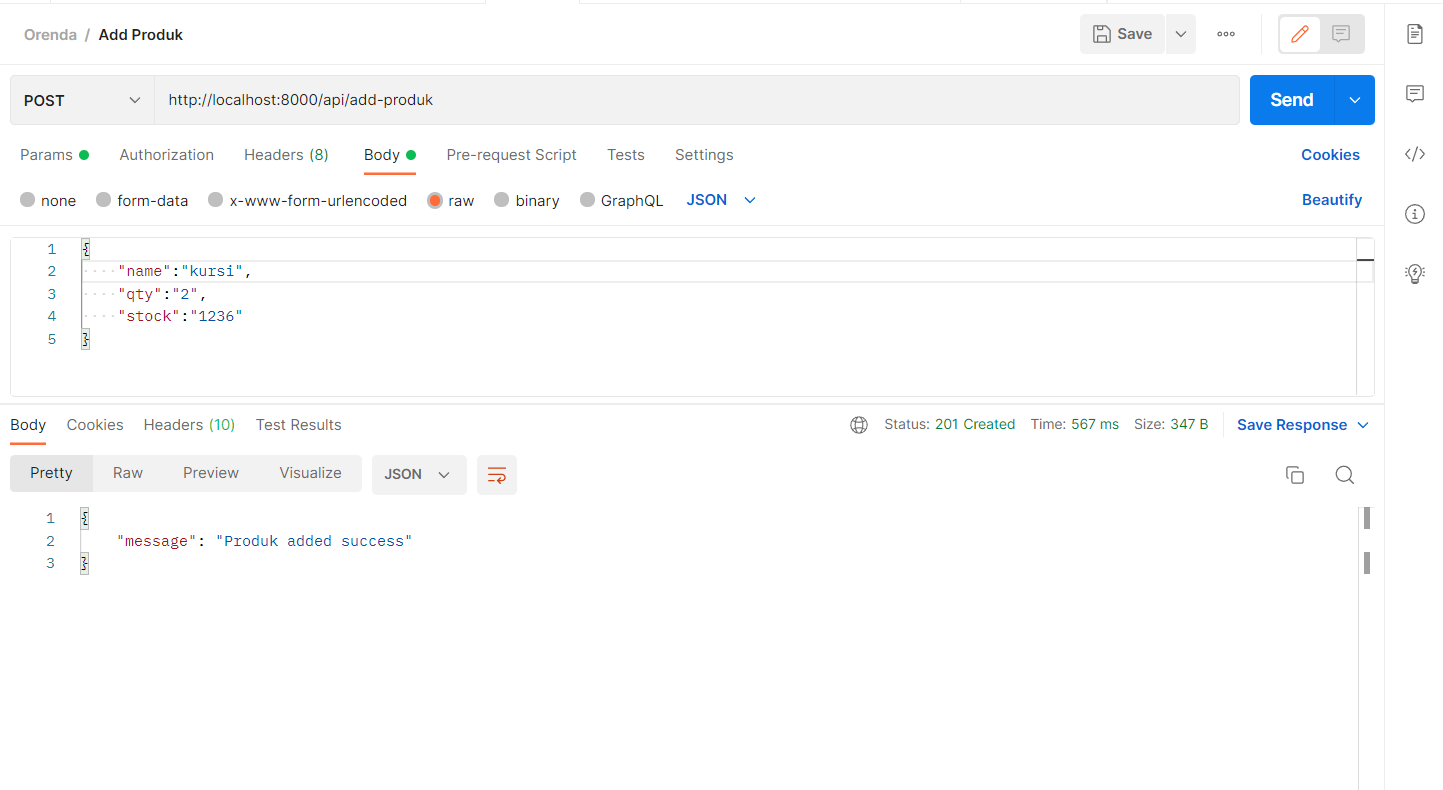 Orenda / Add Produk
Save
POST
http://localhost:8000/api/add-produk
Send
Params
Authorization
Headers (8)
Body
Pre-request Script
Tests
Settings
Cookies
none
form-data
x-www-form-urlencoded
raw
binary
GraphQL
JSON
Beautify
1 {
2 ····"name":"kursi",
3 ····"qty":"2",
4 ····"stock":"1236"
5 }
Body
Cookies
Headers (10)
Test Results
Status: 201 Created
Time: 567 ms
Size: 347 B
Save Response
Pretty
Raw
Preview
Visualize
JSON
1 {
2 "message": "Produk added success"
3 }